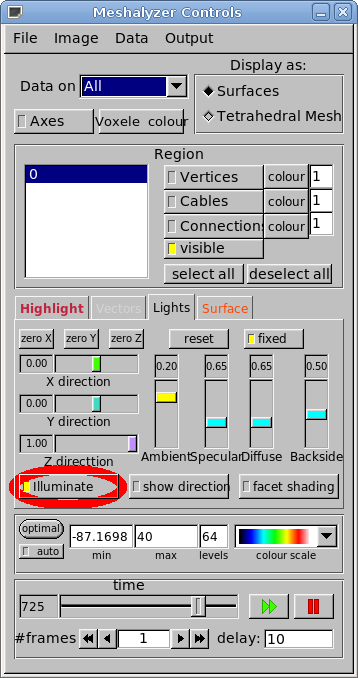 Meshalyzer Controls
File Image Data Output
Display as:
Data on All
Surfaces
Tetrahedral Mesh
Axes Voxele colour
Region
0
Vertices colour 1
Cables colour 1
Connections colour 1
visible
select all deselect all
Highlight Vectors Lights Surface
zero X zero Y zero Z reset fixed
0.00 0.20 0.65 0.65 0.50
X direction
0.00
Y direction
1.00
Z directtion Ambient Specular Diffuse Backside
Illuminate show direction facet shading
optimal
-87.1698 40 64
auto min max levels colour scale
time
725
#frames 1 delay: 10